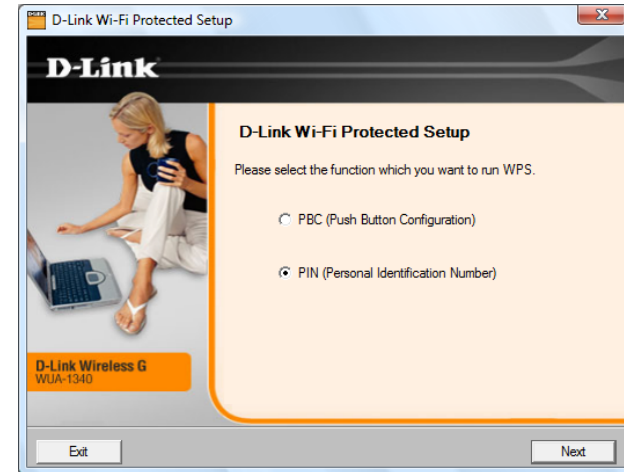 D-Link Wi-Fi Protected Setup
D-Link
D-Link Wi-Fi Protected Setup
Please select the function which you want to run WPS.
PBC (Push Button Configuration)
PIN (Personal Identification Number)
D-Link Wireless G
WUA-1340
Exit
Next